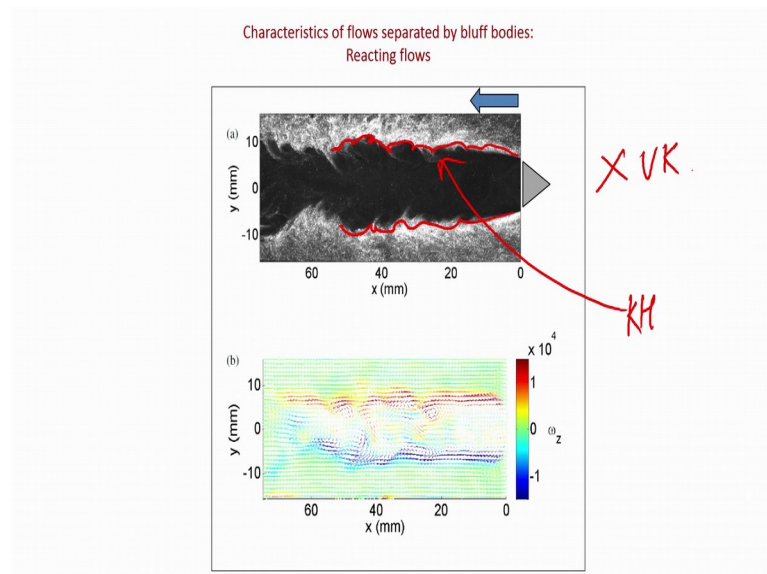 Characteristics of flows separated by bluff bodies:
Reacting flows
(a)
10
0
-10
y (mm)
60 40 20 0
x (mm)
X VK
KH
(b)
10
0
-10
y (mm)
60 40 20 0
x (mm)
x 10^4
1
0
-1
ω_z